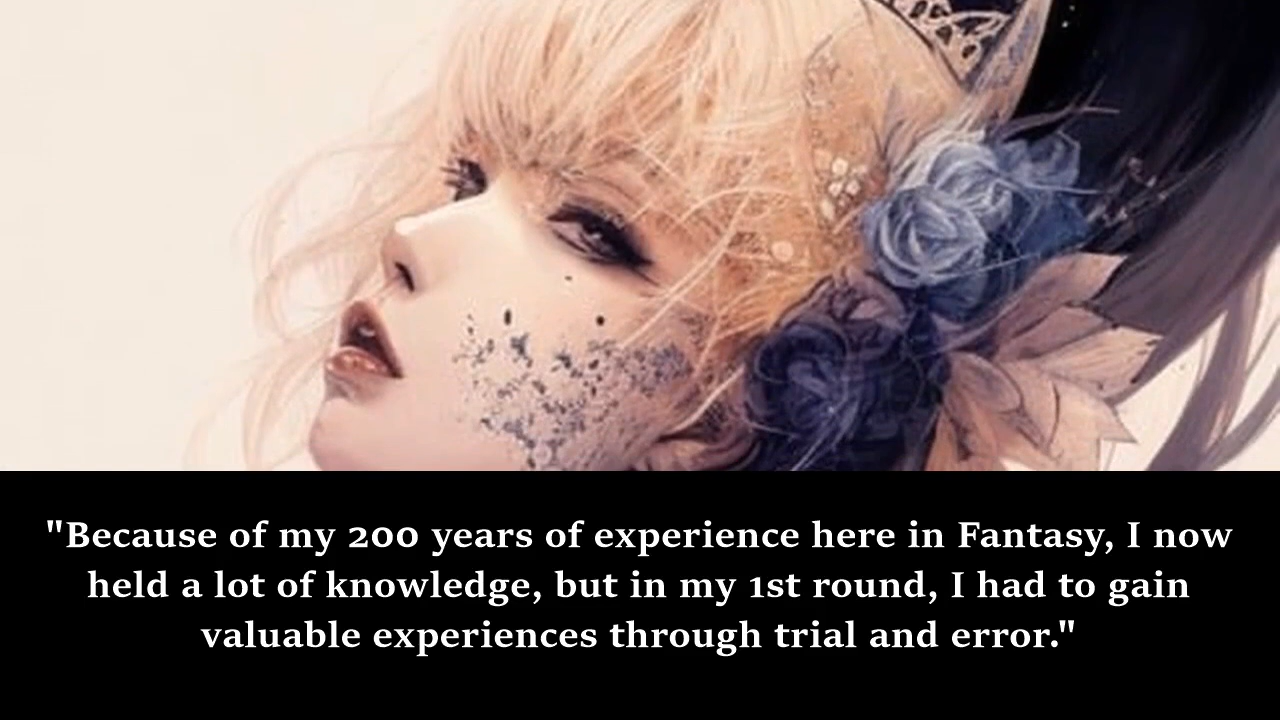 "Because of my 200 years of experience here in Fantasy, I now
held a lot of knowledge, but in my 1st round, I had to gain
valuable experiences through trial and error."